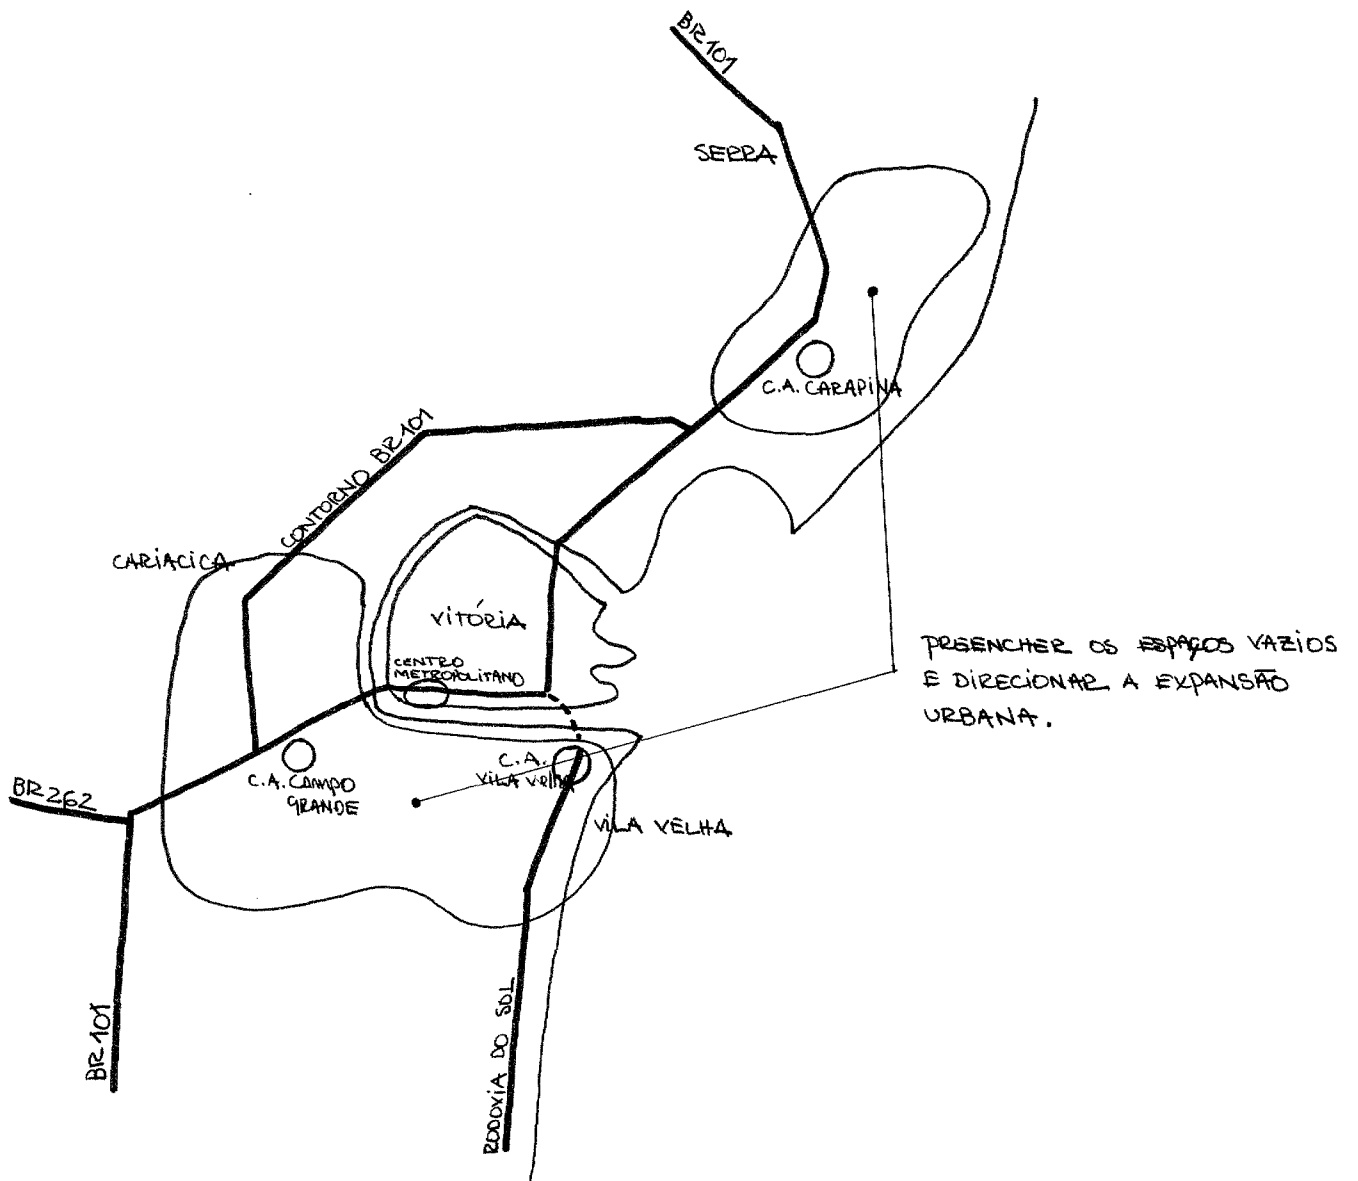 BR101
SERRA
C.A. CARAPINA
CONTORNO BR101
CARIACICA
VITÓRIA
CENTRO
METROPOLITANO
PREENCHER OS ESPAÇOS VAZIOS
E DIRECIONAR A EXPANSÃO
URBANA.
C.A.
VILA VELHA
C.A. CAMPO
GRANDE
BR262
VILA VELHA
BR101
RODOVIA DO SOL